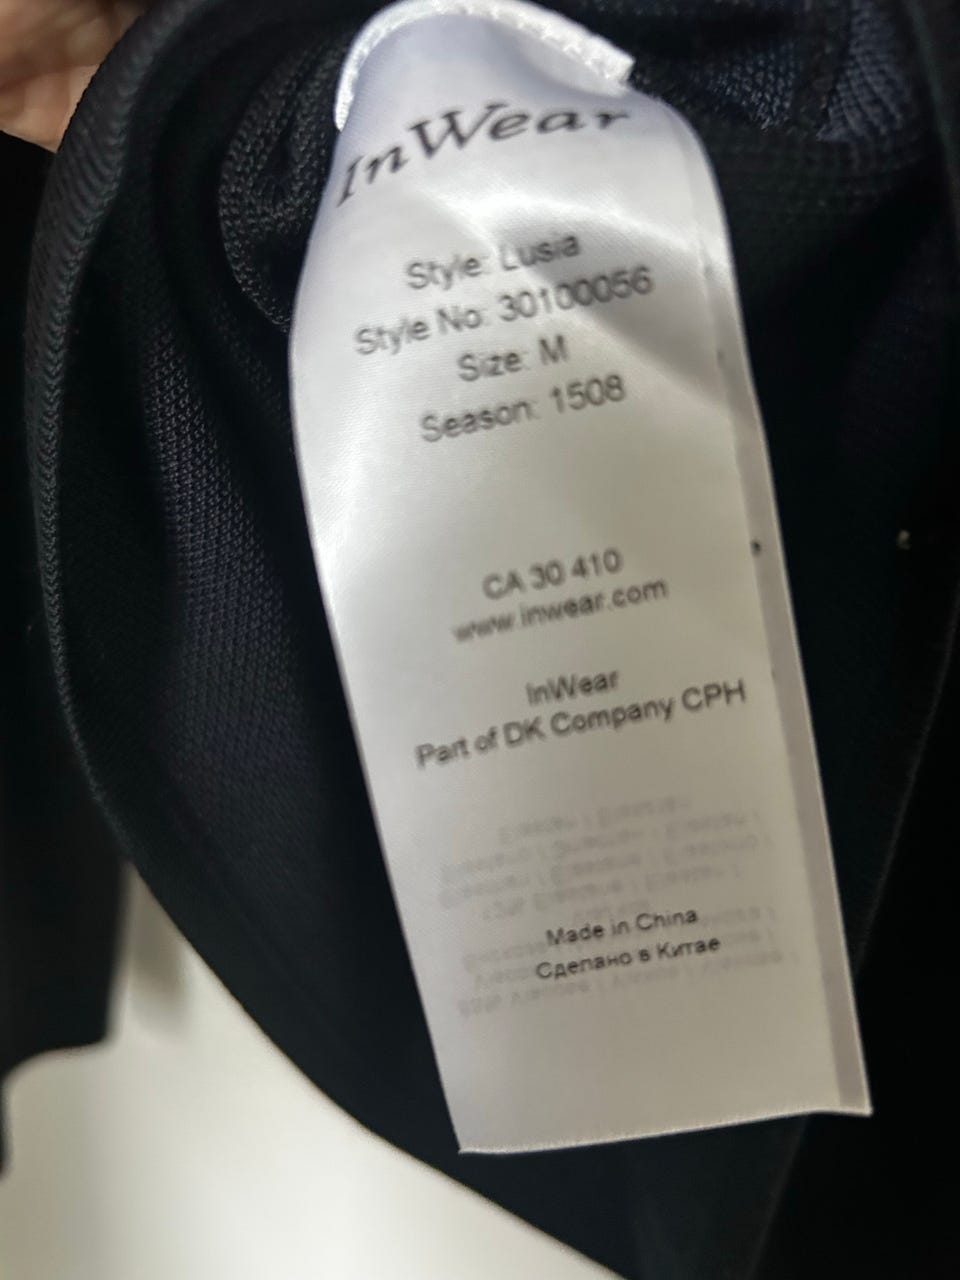 InWear
Style: Lusia
Style No: 30100056
Size: M
Season: 1508
CA 30 410
www.inwear.com
InWear
Part of DK Company CPH
Made in China
Сделано в Китае